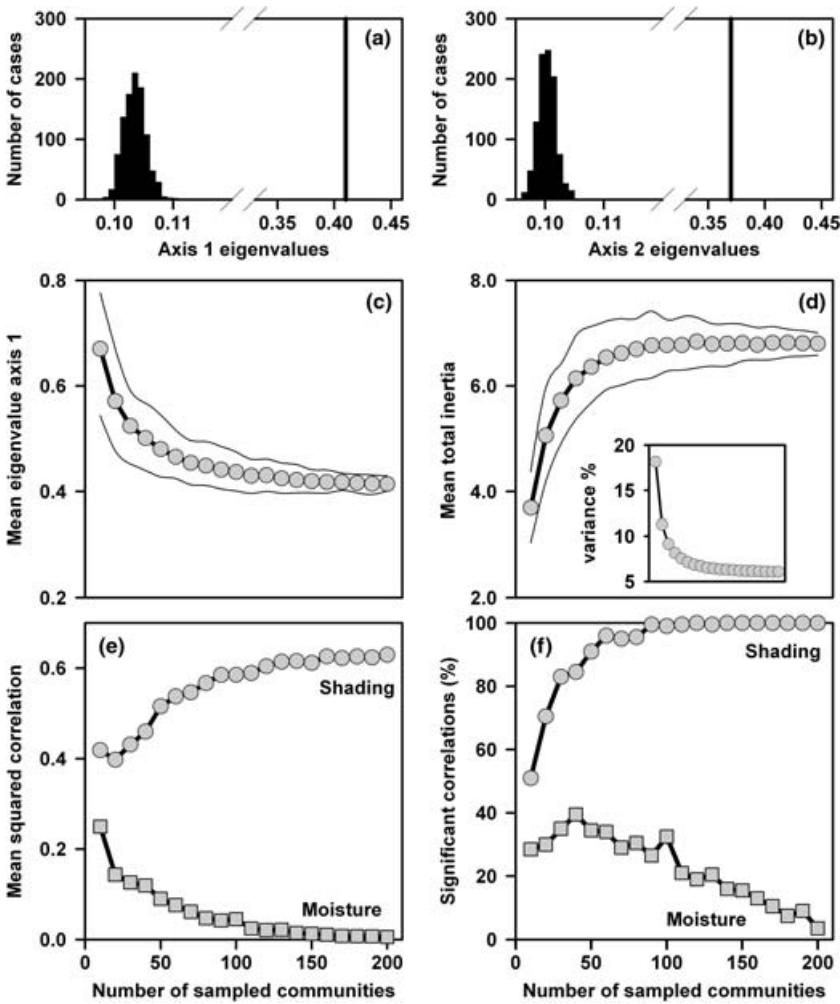 300
200
100
0
Number of cases
(a)
0.10 0.11 0.35 0.40 0.45
Axis 1 eigenvalues
300
200
100
0
Number of cases
(b)
0.10 0.11 0.35 0.40 0.45
Axis 2 eigenvalues
0.8
0.6
0.4
0.2
Mean eigenvalue axis 1
(c)
8.0
6.0
4.0
2.0
Mean total inertia
(d)
20
15
10
5
variance %
0.6
0.4
0.2
0.0
Mean squared correlation
(e)
Shading
Moisture
0 50 100 150 200
Number of sampled communities
100
80
60
40
20
0
Significant correlations (%)
(f)
Shading
Moisture
0 50 100 150 200
Number of sampled communities